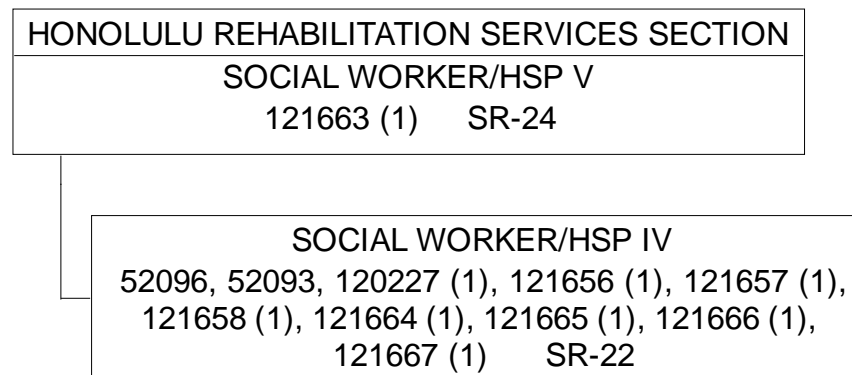 HONOLULU REHABILITATION SERVICES SECTION
SOCIAL WORKER/HSP V
121663 (1) SR-24
SOCIAL WORKER/HSP IV
52096, 52093, 120227 (1), 121656 (1), 121657 (1),
121658 (1), 121664 (1), 121665 (1), 121666 (1),
121667 (1) SR-22